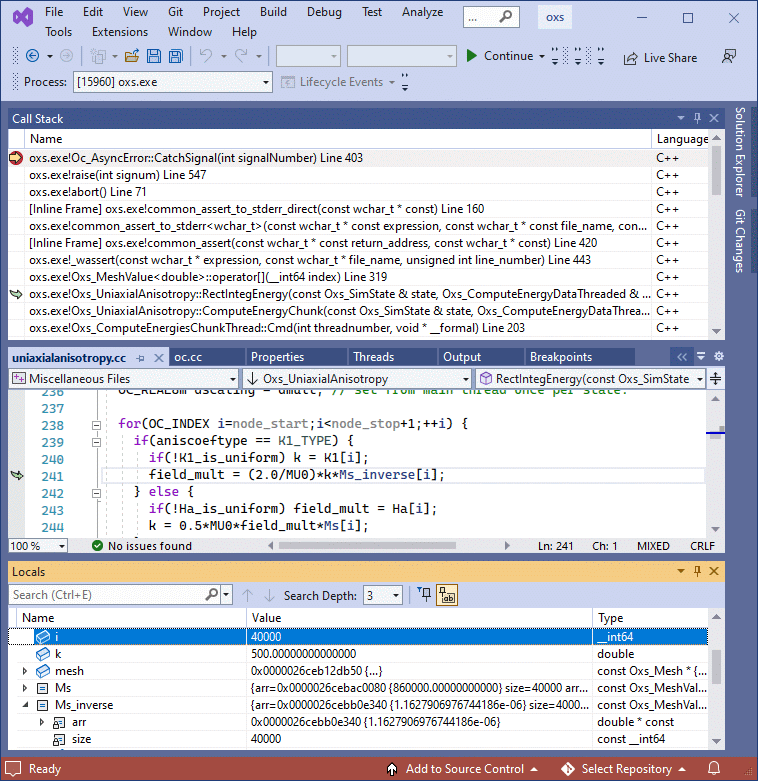 File Edit View Git Project Build Debug Test Analyze ... oxs
Tools Extensions Window Help
Continue Live Share
Process: [15960] oxs.exe Lifecycle Events
Call Stack
Name Language
oxs.exe!Oc_AsyncError::CatchSignal(int signalNumber) Line 403 C++
oxs.exe!raise(int signum) Line 547 C++
oxs.exe!abort() Line 71 C++
[Inline Frame] oxs.exe!common_assert_to_stderr_direct(const wchar_t * const) Line 160 C++
oxs.exe!common_assert_to_stderr<wchar_t>(const wchar_t * const expression, const wchar_t * const file_name, con... C++
[Inline Frame] oxs.exe!common_assert(const wchar_t * const return_address, const wchar_t * const) Line 420 C++
oxs.exe!_wassert(const wchar_t * expression, const wchar_t * file_name, unsigned int line_number) Line 443 C++
oxs.exe!Oxs_MeshValue<double>::operator[](__int64 index) Line 319 C++
oxs.exe!Oxs_UniaxialAnisotropy::RectIntegEnergy(const Oxs_SimState & state, Oxs_ComputeEnergyDataThreaded & ... C++
oxs.exe!Oxs_UniaxialAnisotropy::ComputeEnergyChunk(const Oxs_SimState & state, Oxs_ComputeEnergyDataThrea... C++
oxs.exe!Oxs_ComputeEnergiesChunkThread::Cmd(int threadnumber, void * __formal) Line 203 C++
Solution Explorer
Git Changes
uniaxialanisotropy.cc oc.cc Properties Threads Output Breakpoints
Miscellaneous Files Oxs_UniaxialAnisotropy RectIntegEnergy(const Oxs_SimState
236 OC_REAL8m dscaling = dmult; // set from main thread once per state.
237
238 for(OC_INDEX i=node_start;i<node_stop+1;++i) {
239 if(aniscoeftype == K1_TYPE) {
240 if(!K1_is_uniform) k = K1[i];
241 field_mult = (2.0/MU0)*k*Ms_inverse[i];
242 } else {
243 if(!Ha_is_uniform) field_mult = Ha[i];
244 k = 0.5*MU0*field_mult*Ms[i];
100 % No issues found Ln: 241 Ch: 1 MIXED CRLF
Locals
Search (Ctrl+E) Search Depth: 3
Name Value Type
i 40000 __int64
k 500.00000000000000 double
mesh 0x0000026ceb12db50 {...} const Oxs_Mesh * {...
Ms {arr=0x0000026cebac0080 {860000.00000000000} size=40000 arr... const Oxs_MeshVal...
Ms_inverse {arr=0x0000026cebb0e340 {1.1627906976744186e-06} size=4000... const Oxs_MeshVal...
arr 0x0000026cebb0e340 {1.1627906976744186e-06} double * const
size 40000 const __int64
Ready Add to Source Control Select Repository